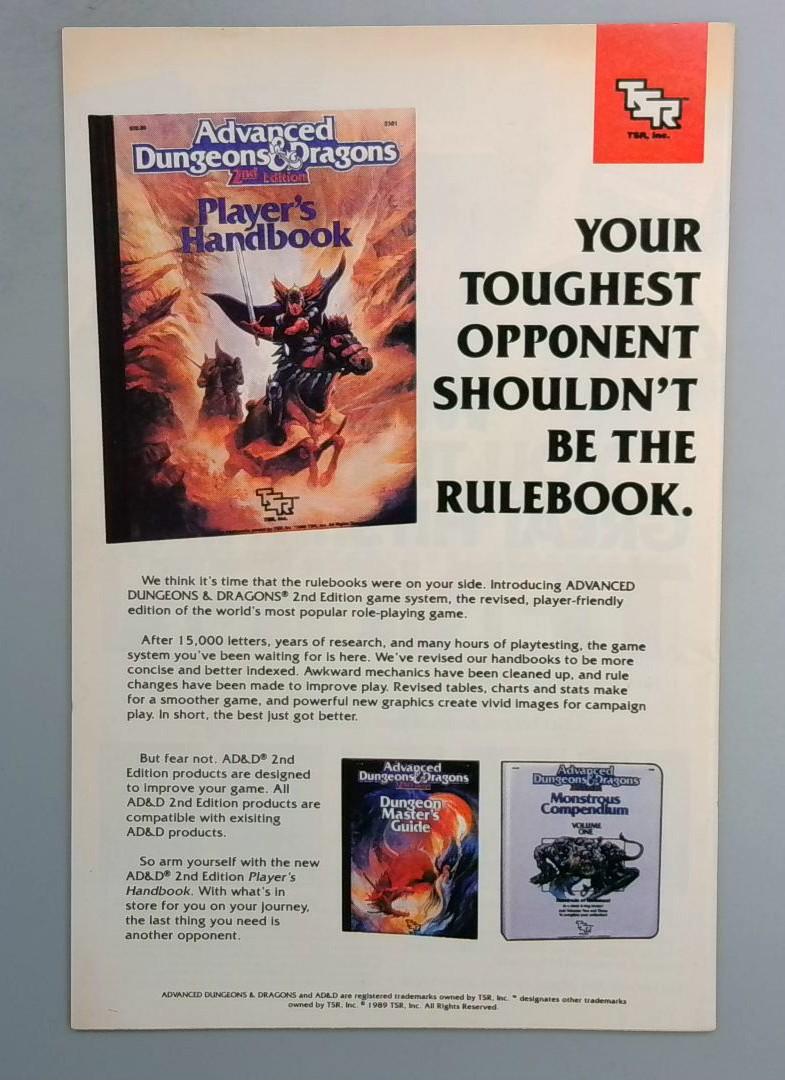 TSR
TSR, Inc.
Advanced
Dungeons & Dragons
2nd Edition
Player's
Handbook
TSR
TSR, Inc.
YOUR
TOUGHEST
OPPONENT
SHOULDN'T
BE THE
RULEBOOK.
We think it's time that the rulebooks were on your side. Introducing ADVANCED
DUNGEONS & DRAGONS® 2nd Edition game system, the revised, player-friendly
edition of the world's most popular role-playing game.
After 15,000 letters, years of research, and many hours of playtesting, the game
system you've been waiting for is here. We've revised our handbooks to be more
concise and better indexed. Awkward mechanics have been cleaned up, and rule
changes have been made to improve play. Revised tables, charts and stats make
for a smoother game, and powerful new graphics create vivid images for campaign
play. In short, the best just got better.
But fear not. AD&D® 2nd
Edition products are designed
to improve your game. All
AD&D 2nd Edition products are
compatible with exisiting
AD&D products.
So arm yourself with the new
AD&D® 2nd Edition Player's
Handbook. With what's in
store for you on your journey,
the last thing you need is
another opponent.
Advanced
Dungeons & Dragons
Dungeon
Master's
Guide
Advanced
Dungeons & Dragons
Monstrous
Compendium
VOLUME
ONE
TSR
ADVANCED DUNGEONS & DRAGONS and AD&D are registered trademarks owned by TSR, Inc. ™ designates other trademarks
owned by TSR, Inc. © 1989 TSR, Inc. All Rights Reserved.